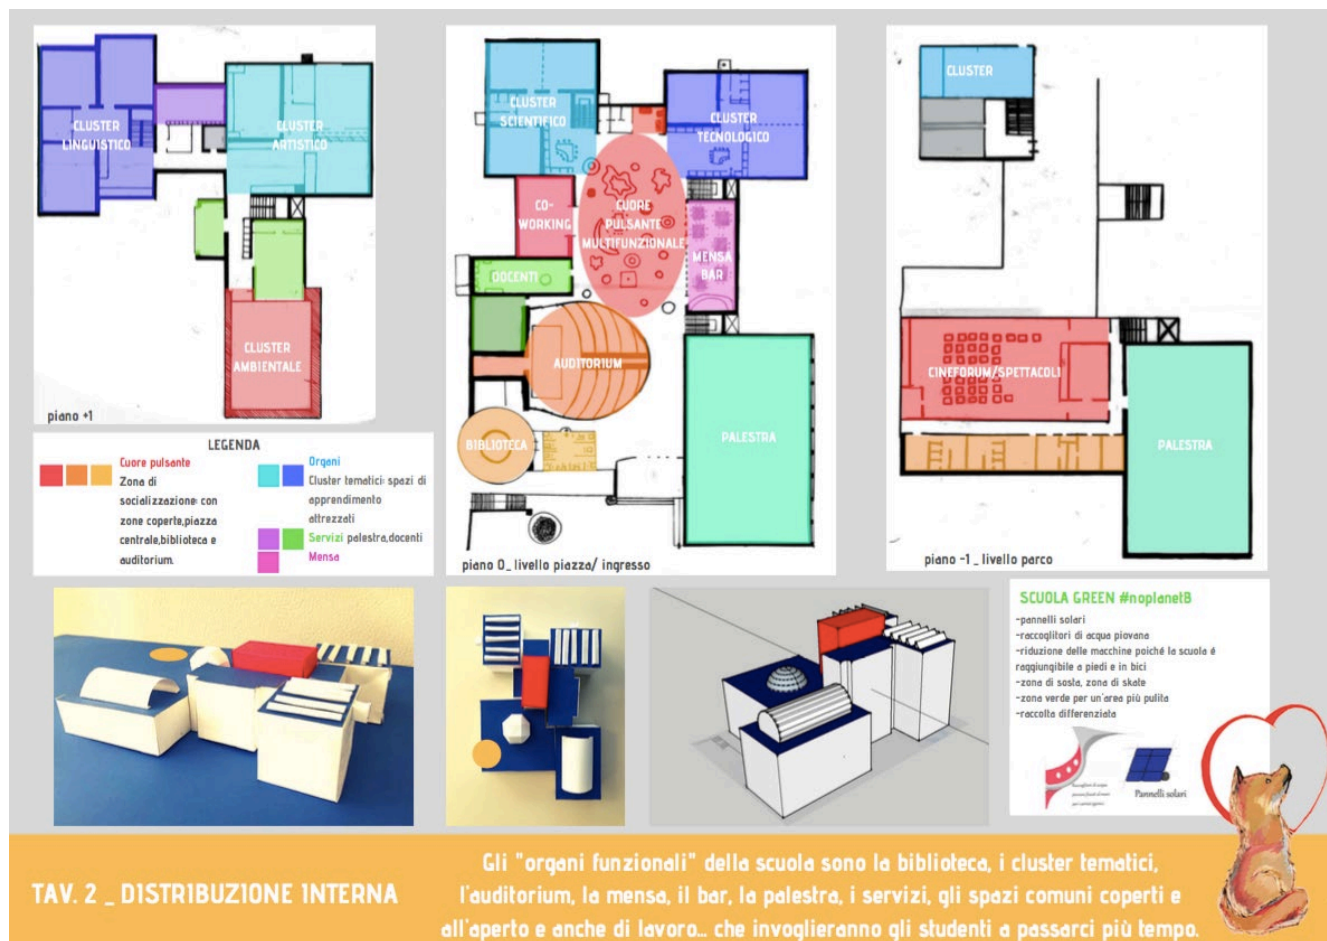 CLUSTER
LINGUISTICO
CLUSTER
ARTISTICO
CLUSTER
AMBIENTALE
piano +1
CLUSTER
SCIENTIFICO
CLUSTER
TECNOLOGICO
CO-
WORKING
CUORE
PULSANTE
MULTIFUNZIONALE
MENSA
BAR
DOCENTI
AUDITORIUM
BIBLIOTECA
PALESTRA
piano 0_ livello piazza/ ingresso
CLUSTER
CINEFORUM/SPETTACOLI
PALESTRA
piano -1 _ livello parco
LEGENDA
Cuore pulsante
Zona di
socializzazione: con
zone coperte,piazza
centrale,biblioteca e
auditorium.
Organi
Cluster tematici: spazi di
apprendimento
attrezzati
Servizi palestra,docenti
Mensa
SCUOLA GREEN #noplanetB
-pannelli solari
-raccoglitori di acqua piovana
-riduzione delle macchine poiché la scuola é
raggiungibile a piedi e in bici
-zona di sosta, zona di skate
-zona verde per un'area più pulita
-raccolta differenziata
Pannelli solari
TAV. 2 _ DISTRIBUZIONE INTERNA
Gli "organi funzionali" della scuola sono la biblioteca, i cluster tematici,
l'auditorium, la mensa, il bar, la palestra, i servizi, gli spazi comuni coperti e
all'aperto e anche di lavoro... che invoglieranno gli studenti a passarci più tempo.